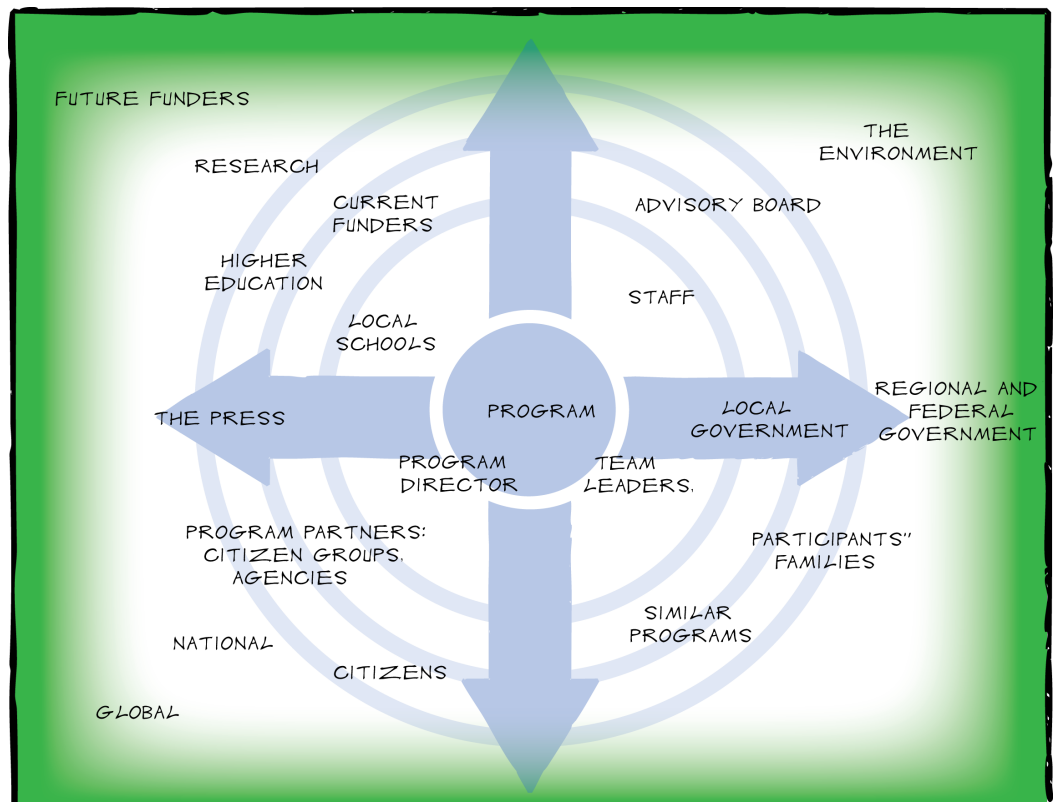 FUTURE FUNDERS
THE
ENVIRONMENT
RESEARCH
CURRENT
FUNDERS
ADVISORY BOARD
HIGHER
EDUCATION
STAFF
LOCAL
SCHOOLS
THE PRESS
PROGRAM
LOCAL
GOVERNMENT
REGIONAL AND
FEDERAL
GOVERNMENT
PROGRAM
DIRECTOR
TEAM
LEADERS,
PROGRAM PARTNERS:
CITIZEN GROUPS,
AGENCIES
PARTICIPANTS"
FAMILIES
SIMILAR
PROGRAMS
NATIONAL
CITIZENS
GLOBAL